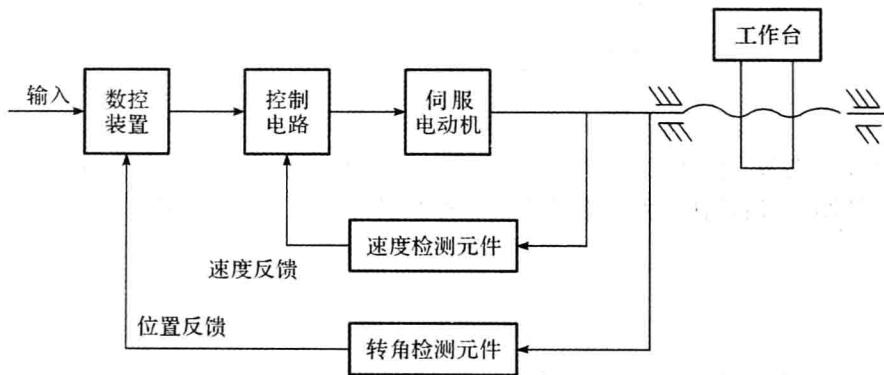 工作台
输入
数控
装置
控制
电路
伺服
电动机
速度检测元件
速度反馈
位置反馈
转角检测元件